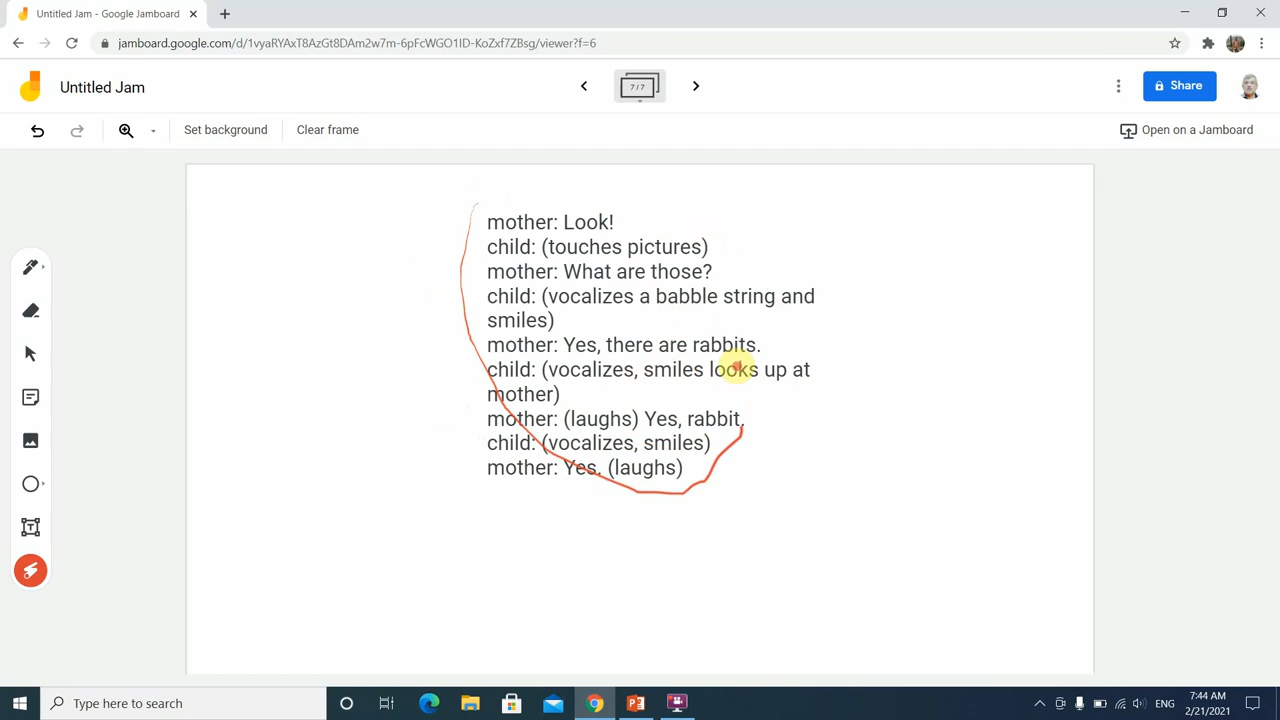 Untitled Jam - Google Jamboard
jamboard.google.com/d/1vyaRYAxT8AzGt8DAm2w7m-6pFcWGO1ID-KoZxf7ZBsg/viewer?f=6
Untitled Jam
7/7
Share
Set background
Clear frame
Open on a Jamboard
mother: Look!
child: (touches pictures)
mother: What are those?
child: (vocalizes a babble string and
smiles)
mother: Yes, there are rabbits.
child: (vocalizes, smiles looks up at
mother)
mother: (laughs) Yes, rabbit.
child: (vocalizes, smiles)
mother: Yes. (laughs)
Type here to search
ENG
7:44 AM
2/21/2021